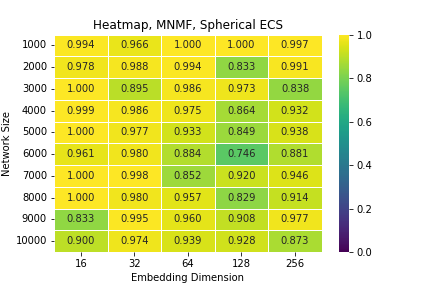 Heatmap, MNMF, Spherical ECS
Network Size
1000 0.994 0.966 1.000 1.000 0.997
2000 0.978 0.988 0.994 0.833 0.991
3000 1.000 0.895 0.986 0.973 0.838
4000 0.999 0.986 0.975 0.864 0.932
5000 1.000 0.977 0.933 0.849 0.938
6000 0.961 0.980 0.884 0.746 0.881
7000 1.000 0.998 0.852 0.920 0.946
8000 1.000 0.980 0.957 0.829 0.914
9000 0.833 0.995 0.960 0.908 0.977
10000 0.900 0.974 0.939 0.928 0.873
16 32 64 128 256
Embedding Dimension
1.0
0.8
0.6
0.4
0.2
0.0